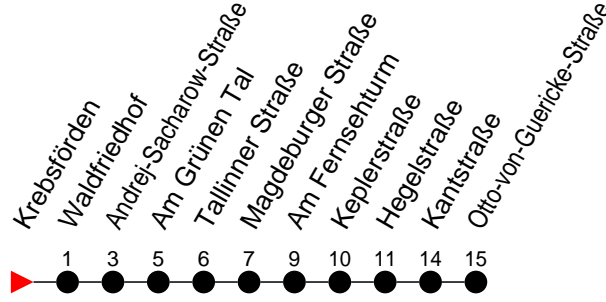 Krebsförden
Waldfriedhof
Andrej-Sacharow-Straße
Am Grünen Tal
Tallinner Straße
Magdeburger Straße
Am Fernsehturm
Keplerstraße
Hegelstraße
Kantstraße
Otto-von-Guericke-Straße
1 3 5 6 7 9 10 11 14 15